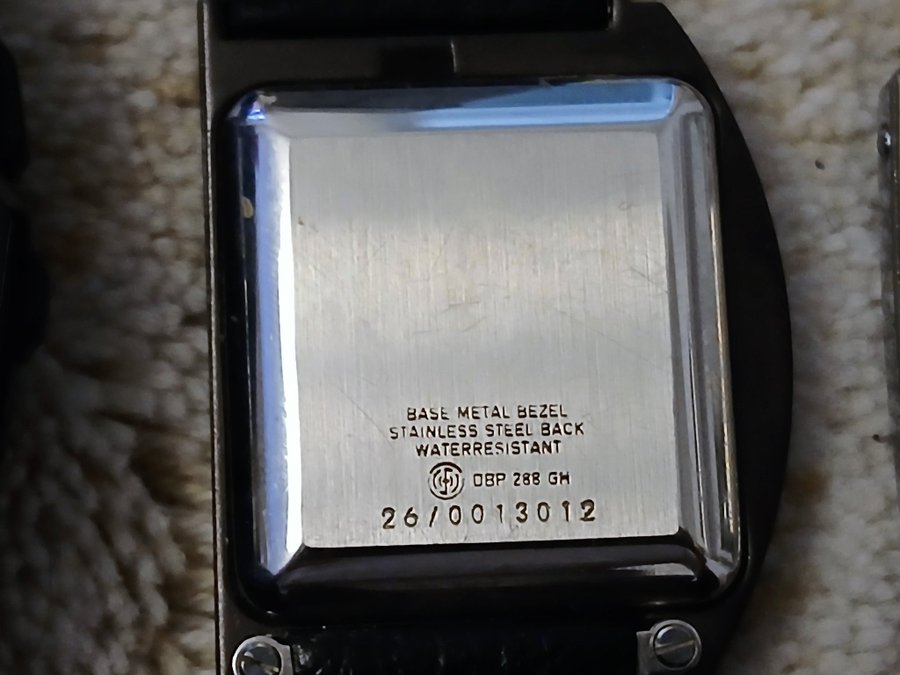 BASE METAL BEZEL
STAINLESS STEEL BACK
WATERRESISTANT
DBP 288 GH
26/0013012